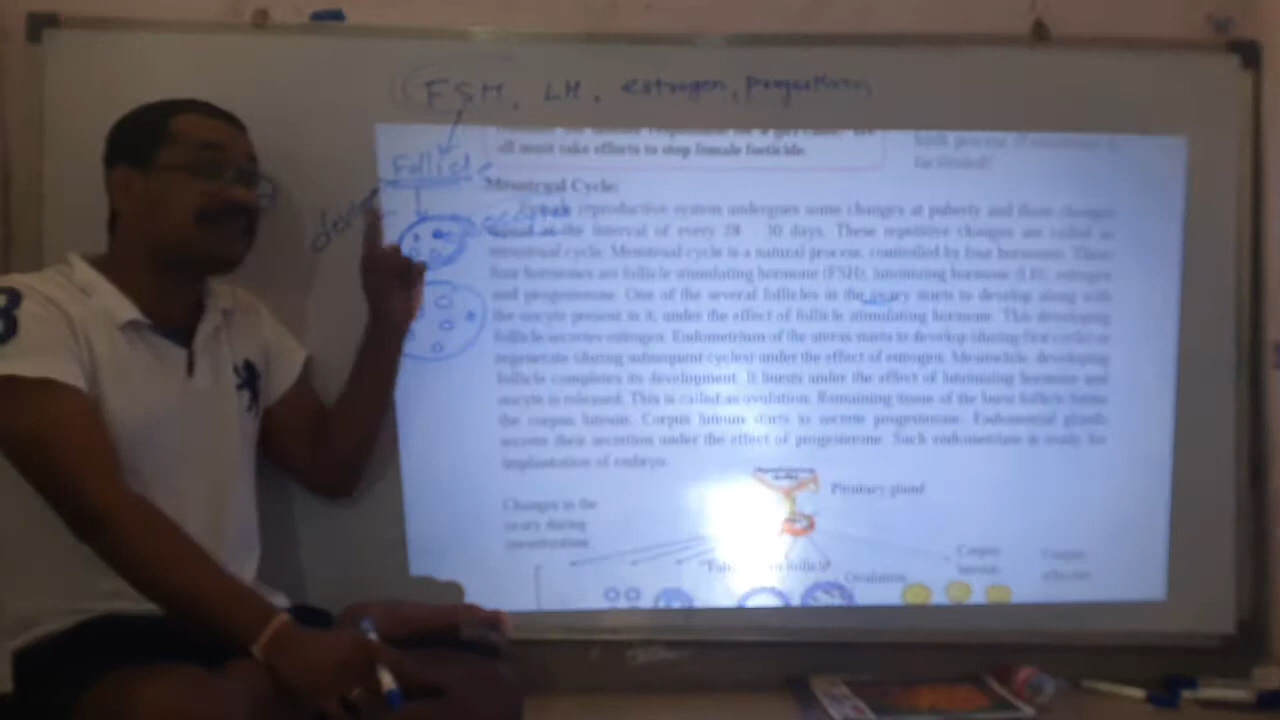 FSH, LH, estrogen, progesteron
Follicle
all must take efforts to stop female foeticide.
Menstrual Cycle:
Female reproductive system undergoes some changes at puberty and those changes
repeat at the interval of every 28 - 30 days. These repetitive changes are called as
menstrual cycle. Menstrual cycle is a natural process, controlled by four hormones. Those
four hormones are follicle stimulating hormone (FSH), luteinizing hormone (LH), estrogen
and progesterone. One of the several follicles in the ovary starts to develop along with
the oocyte present in it, under the effect of follicle stimulating hormone. This developing
follicle secretes estrogen. Endometrium of the uterus starts to develop (during first cycle) or
regenerate (during subsequent cycles) under the effect of estrogen. Meanwhile, developing
follicle completes its development. It bursts under the effect of luteinizing hormone and
oocyte is released. This is called as ovulation. Remaining tissue of the burst follicle forms
the corpus luteum. Corpus luteum starts to secrete progesterone. Endometrial glands
secrete their secretion under the effect of progesterone. Such endometrium is ready for
implantation of embryo.
Pituitary gland
Changes in the
ovary during
menstruation
Corpus
luteum
Ovulation